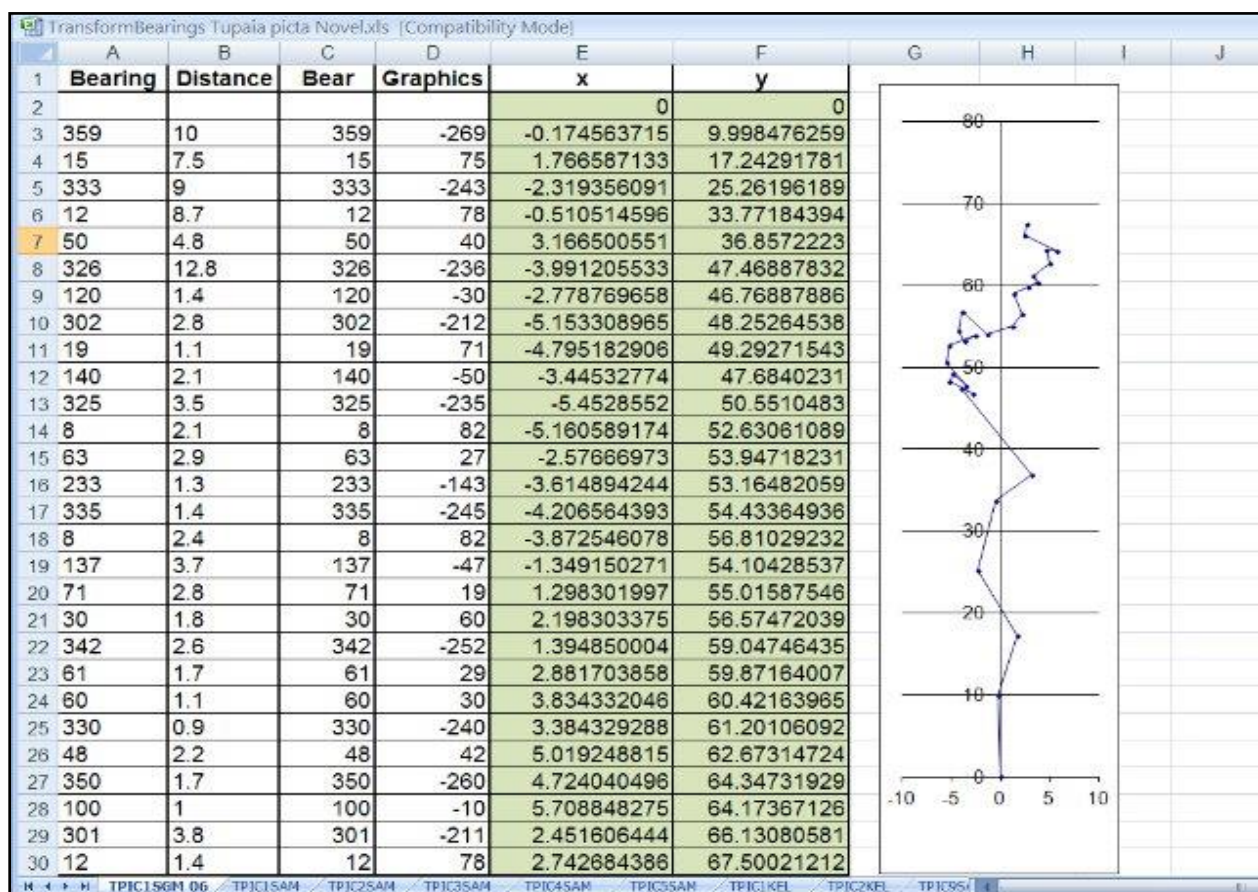 TransformBearings Tupaia picta Novel.xls [Compatibility Mode]
A B C D E F G H I J
1 Bearing Distance Bear Graphics x y
2 0 0
3 359 10 359 -269 -0.174563715 9.998476259
4 15 7.5 15 75 1.766587133 17.24291781
5 333 9 333 -243 -2.319356091 25.26196189
6 12 8.7 12 78 -0.510514596 33.77184394
7 50 4.8 50 40 3.166500551 36.8572223
8 326 12.8 326 -236 -3.991205533 47.46887832
9 120 1.4 120 -30 -2.778769658 46.76887886
10 302 2.8 302 -212 -5.153308965 48.25264538
11 19 1.1 19 71 -4.795182906 49.29271543
12 140 2.1 140 -50 -3.44532774 47.6840231
13 325 3.5 325 -235 -5.4528552 50.5510483
14 8 2.1 8 82 -5.160589174 52.63061089
15 63 2.9 63 27 -2.57666973 53.94718231
16 233 1.3 233 -143 -3.614894244 53.16482059
17 335 1.4 335 -245 -4.206564393 54.43364936
18 8 2.4 8 82 -3.872546078 56.81029232
19 137 3.7 137 -47 -1.349150271 54.10428537
20 71 2.8 71 19 1.298301997 55.01587546
21 30 1.8 30 60 2.198303375 56.57472039
22 342 2.6 342 -252 1.394850004 59.04746435
23 61 1.7 61 29 2.881703858 59.87164007
24 60 1.1 60 30 3.834332046 60.42163965
25 330 0.9 330 -240 3.384329288 61.20106092
26 48 2.2 48 42 5.019248815 62.67314724
27 350 1.7 350 -260 4.724040496 64.34731929
28 100 1 100 -10 5.708848275 64.17367126
29 301 3.8 301 -211 2.451606444 66.13080581
30 12 1.4 12 78 2.742684386 67.50021212
80
70
60
50
40
30
20
10
0
-10 -5 0 5 10
TPIC1SGM 06 TPIC1SAM TPIC2SAM TPIC3SAM TPIC4SAM TPIC5SAM TPIC1KEL TPIC2KEL